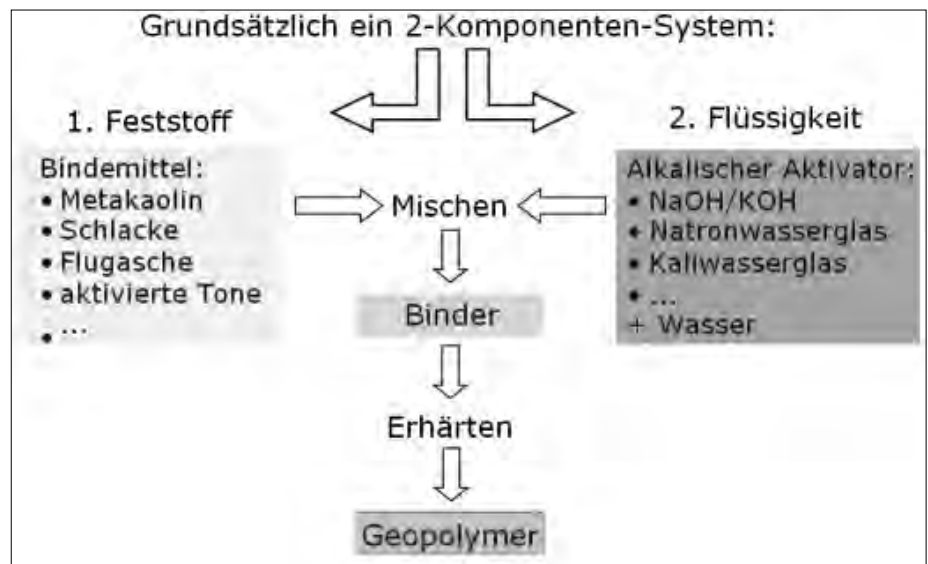 Grundsätzlich ein 2-Komponenten-System:
1. Feststoff
Bindemittel:
• Metakaolin
• Schlacke
• Flugasche
• aktivierte Tone
• ...
2. Flüssigkeit
Alkalischer Aktivator:
• NaOH/KOH
• Natronwasserglas
• Kaliwasserglas
• ...
+ Wasser
Mischen
Binder
Erhärten
Geopolymer